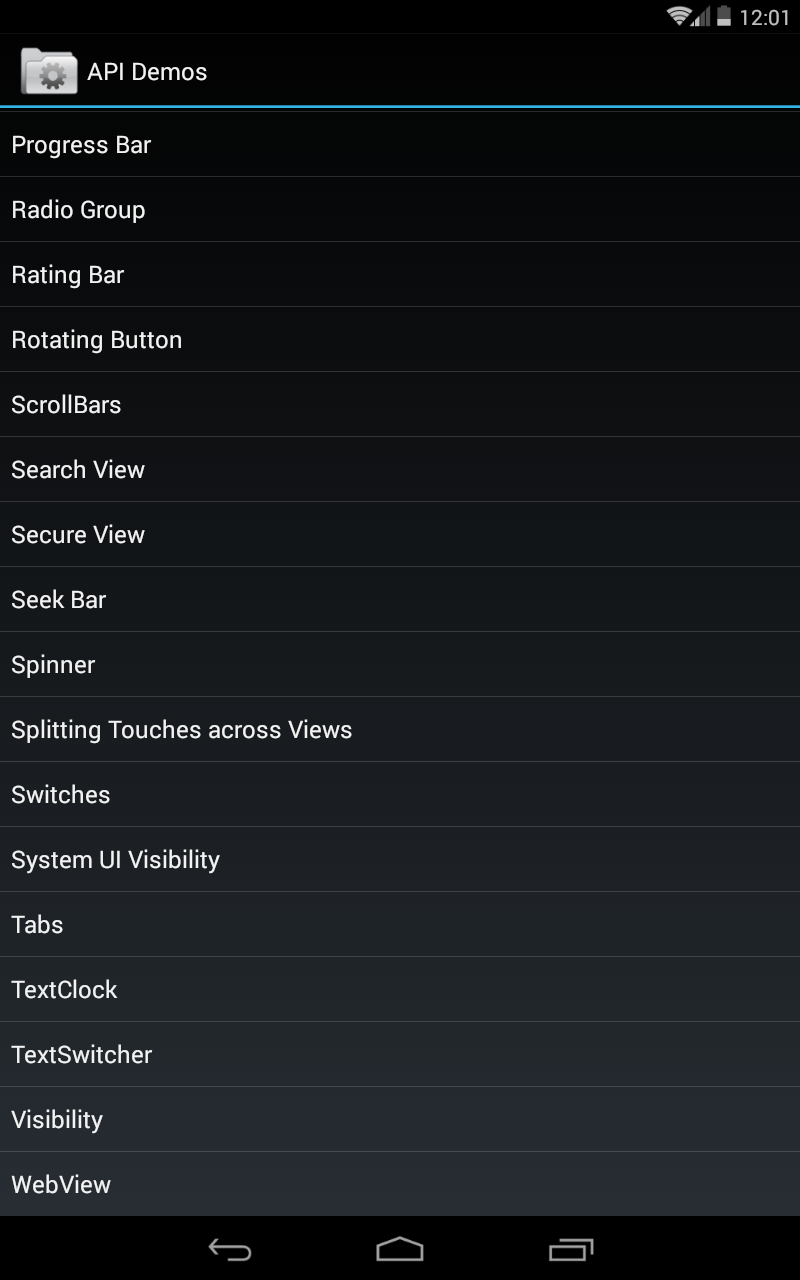 12:01
API Demos
Progress Bar
Radio Group
Rating Bar
Rotating Button
ScrollBars
Search View
Secure View
Seek Bar
Spinner
Splitting Touches across Views
Switches
System UI Visibility
Tabs
TextClock
TextSwitcher
Visibility
WebView